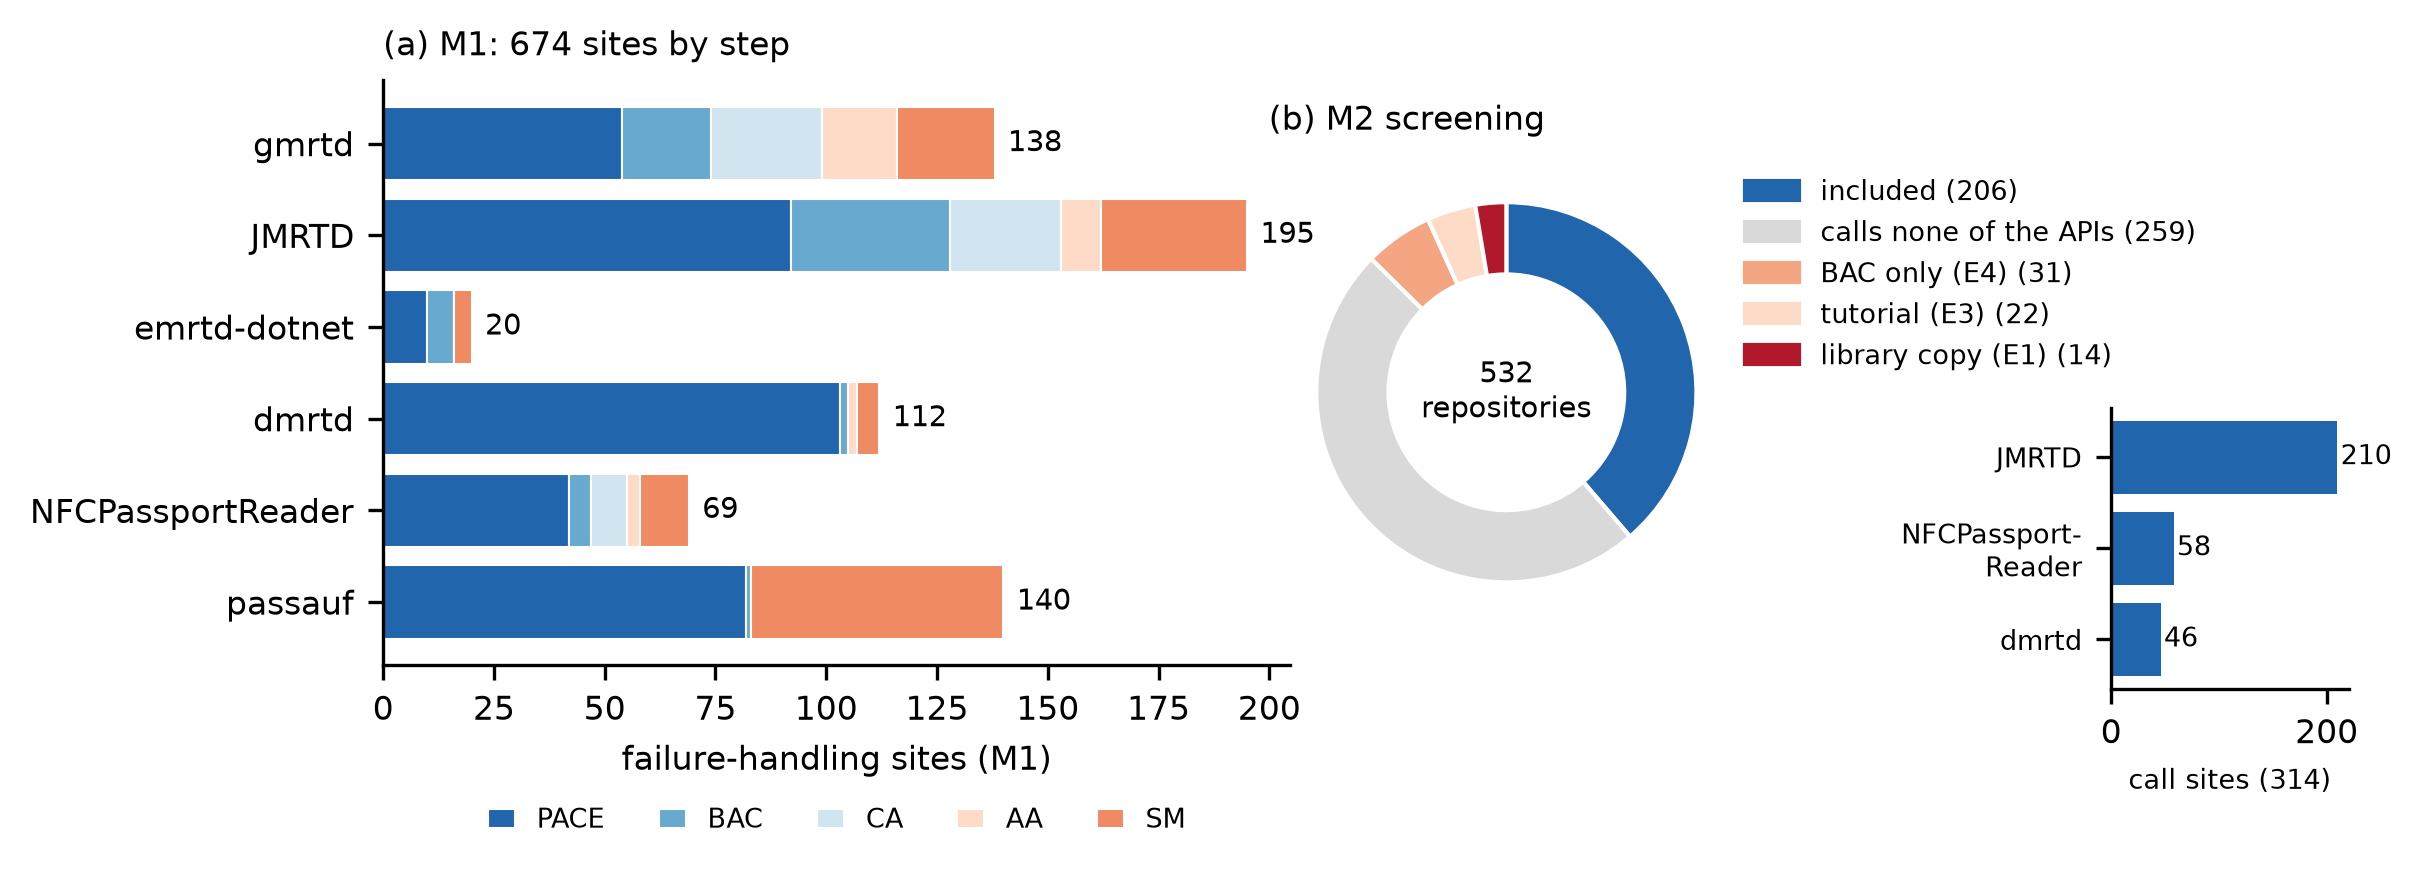 (a) M1: 674 sites by step
gmrtd
138
JMRTD
195
emrtd-dotnet
20
dmrtd
112
NFCPassportReader
69
passauf
140
0 25 50 75 100 125 150 175 200
failure-handling sites (M1)
PACE BAC CA AA SM
(b) M2 screening
532
repositories
included (206)
calls none of the APIs (259)
BAC only (E4) (31)
tutorial (E3) (22)
library copy (E1) (14)
JMRTD
210
NFCPassport-
Reader
58
dmrtd
46
0 200
call sites (314)